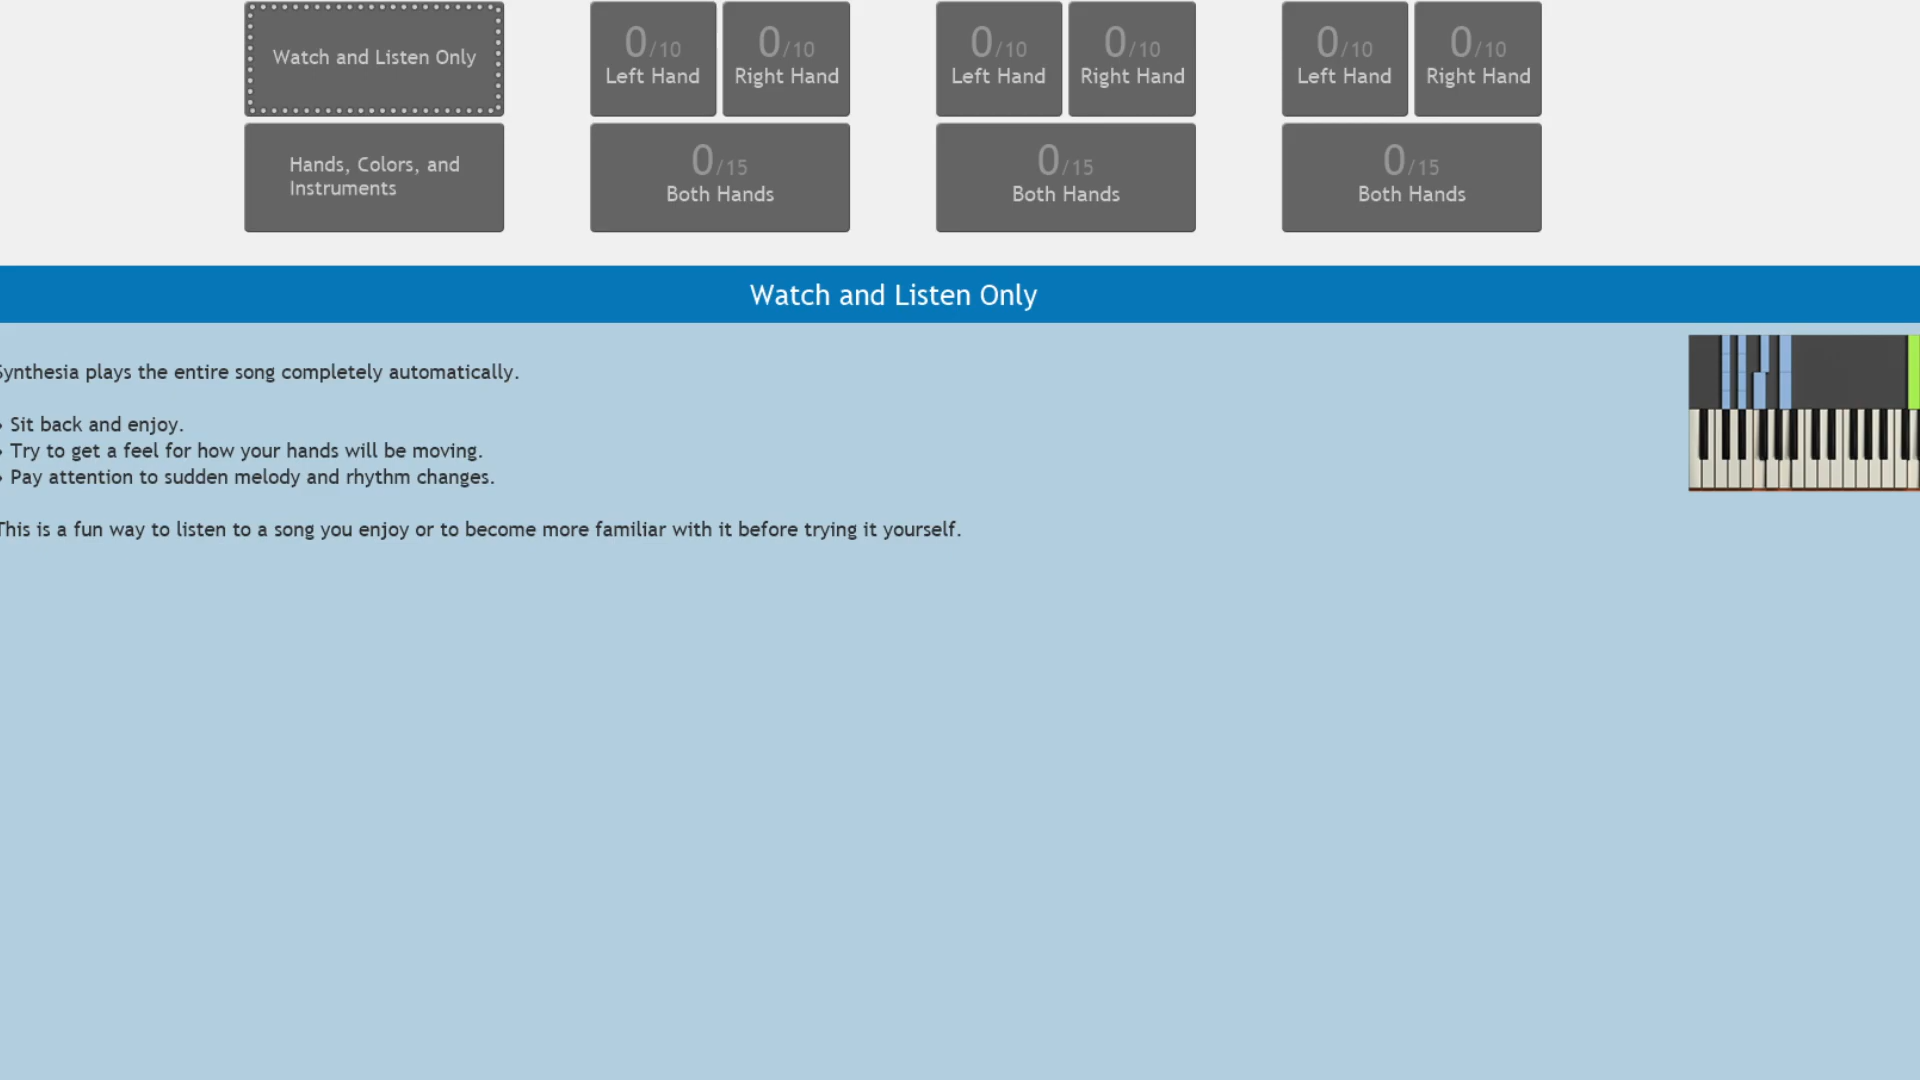 Watch and Listen Only
0/10
Left Hand
0/10
Right Hand
0/10
Left Hand
0/10
Right Hand
0/10
Left Hand
0/10
Right Hand
Hands, Colors, and
Instruments
0/15
Both Hands
0/15
Both Hands
0/15
Both Hands
Watch and Listen Only
Synthesia plays the entire song completely automatically.
• Sit back and enjoy.
• Try to get a feel for how your hands will be moving.
• Pay attention to sudden melody and rhythm changes.
This is a fun way to listen to a song you enjoy or to become more familiar with it before trying it yourself.